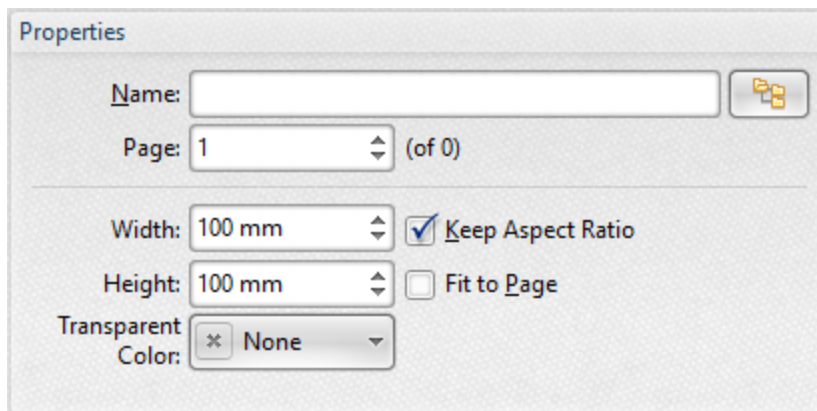 Properties
Name:
Page: 1 (of 0)
Width: 100 mm Keep Aspect Ratio
Height: 100 mm Fit to Page
Transparent
Color: None